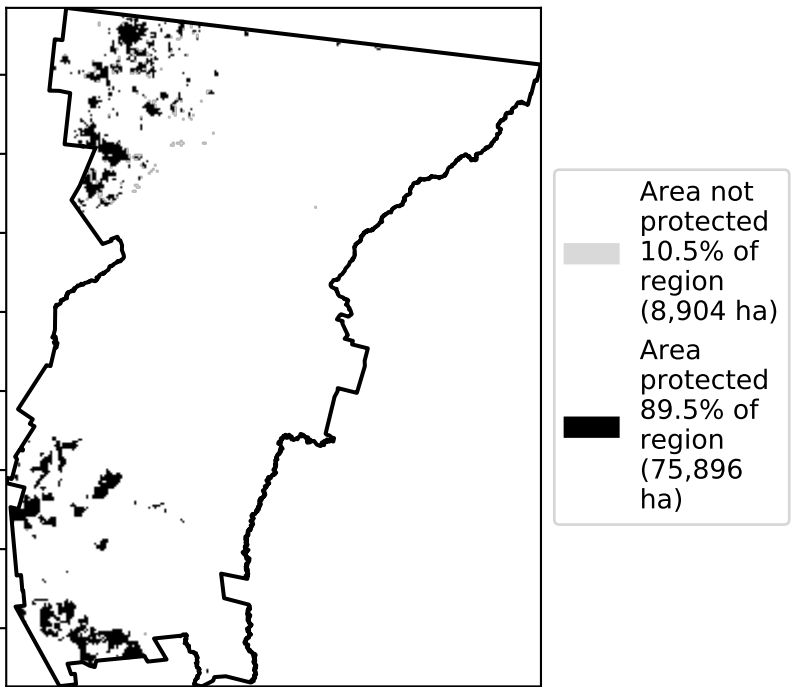 Area not
protected
10.5% of
region
(8,904 ha)
Area
protected
89.5% of
region
(75,896
ha)